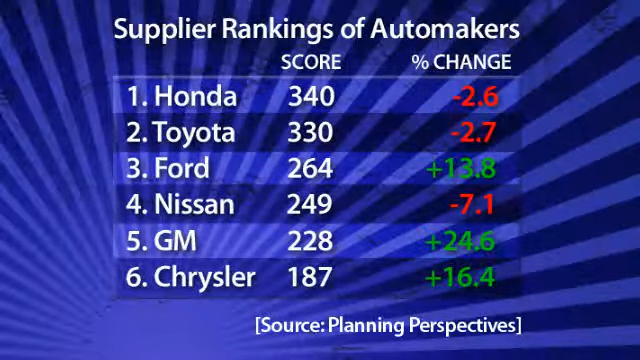 Supplier Rankings of Automakers
SCORE % CHANGE
1. Honda 340 -2.6
2. Toyota 330 -2.7
3. Ford 264 +13.8
4. Nissan 249 -7.1
5. GM 228 +24.6
6. Chrysler 187 +16.4
[Source: Planning Perspectives]